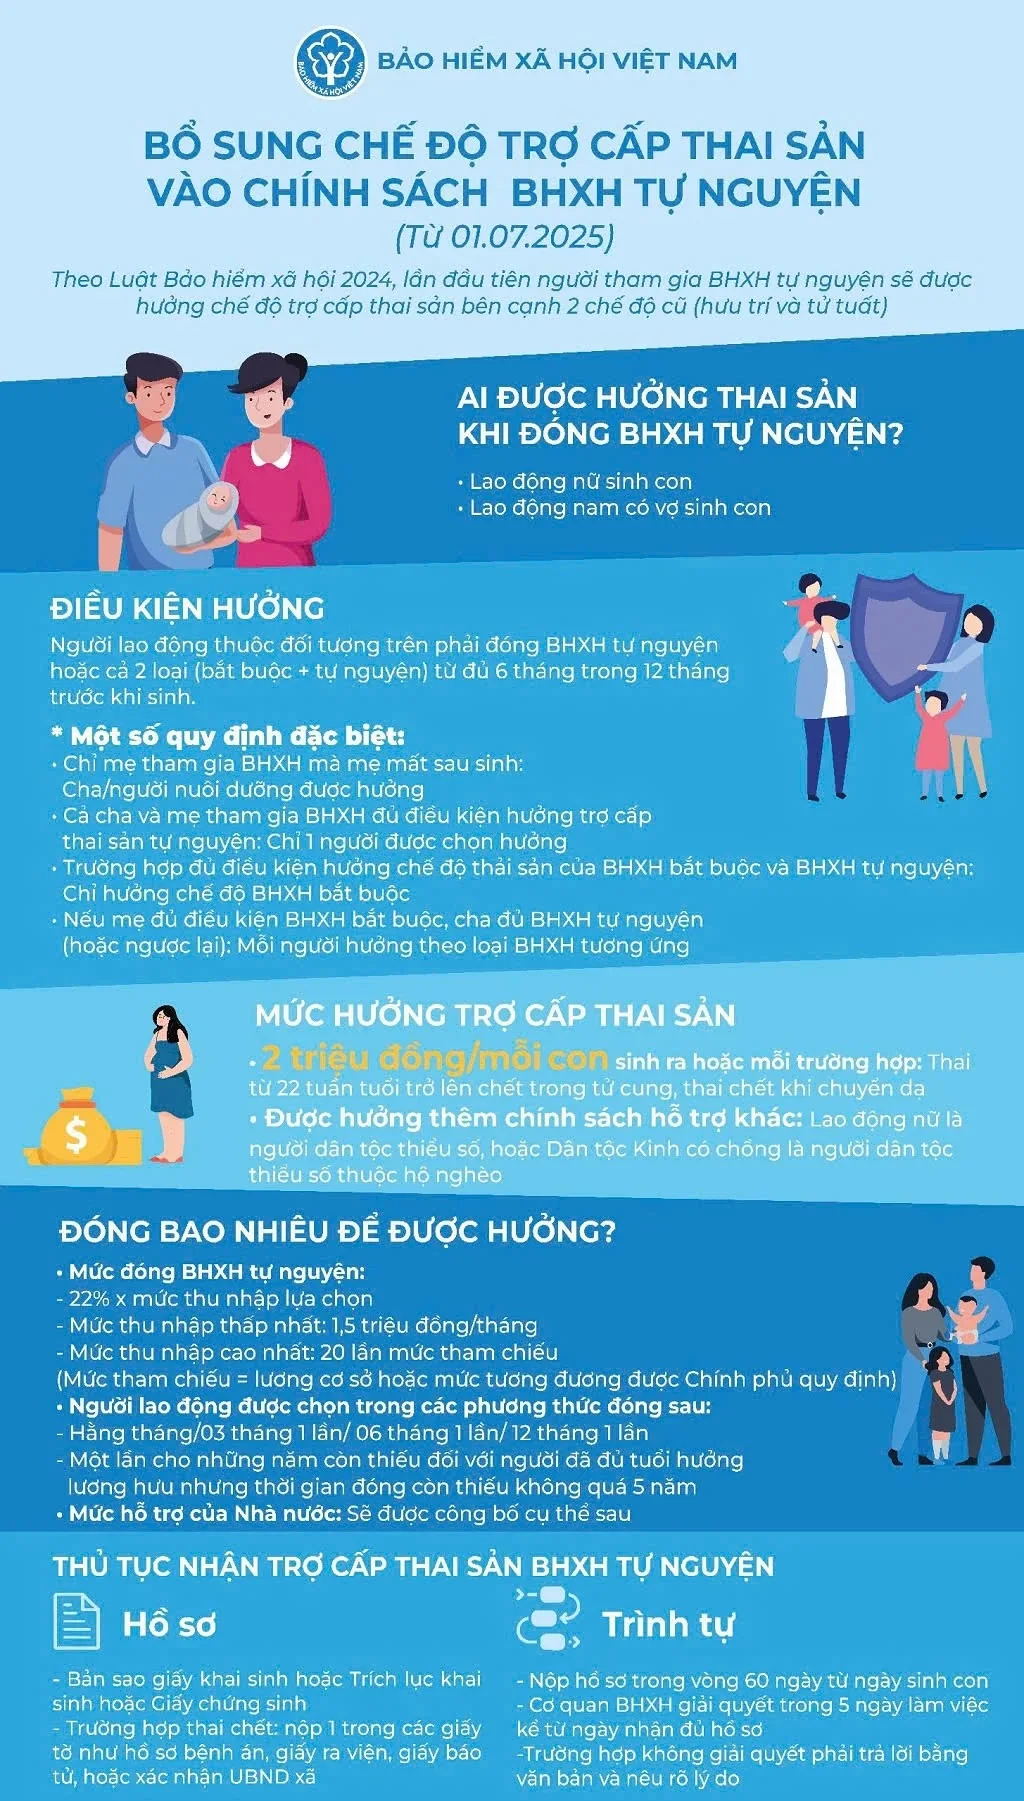 BẢO HIỂM XÃ HỘI VIỆT NAM
BẢO HIỂM XÃ HỘI VIỆT NAM
BỔ SUNG CHẾ ĐỘ TRỢ CẤP THAI SẢN
VÀO CHÍNH SÁCH BHXH TỰ NGUYỆN
(Từ 01.07.2025)
Theo Luật Bảo hiểm xã hội 2024, lần đầu tiên người tham gia BHXH tự nguyện sẽ được
hưởng chế độ trợ cấp thai sản bên cạnh 2 chế độ cũ (hưu trí và tử tuất)
AI ĐƯỢC HƯỞNG THAI SẢN
KHI ĐÓNG BHXH TỰ NGUYỆN?
• Lao động nữ sinh con
• Lao động nam có vợ sinh con
ĐIỀU KIỆN HƯỞNG
Người lao động thuộc đối tượng trên phải đóng BHXH tự nguyện
hoặc cả 2 loại (bắt buộc + tự nguyện) từ đủ 6 tháng trong 12 tháng
trước khi sinh.
* Một số quy định đặc biệt:
• Chỉ mẹ tham gia BHXH mà mẹ mất sau sinh:
Cha/người nuôi dưỡng được hưởng
• Cả cha và mẹ tham gia BHXH đủ điều kiện hưởng trợ cấp
thai sản tự nguyện: Chỉ 1 người được chọn hưởng
• Trường hợp đủ điều kiện hưởng chế độ thải sản của BHXH bắt buộc và BHXH tự nguyện:
Chỉ hưởng chế độ BHXH bắt buộc
• Nếu mẹ đủ điều kiện BHXH bắt buộc, cha đủ BHXH tự nguyện
(hoặc ngược lại): Mỗi người hưởng theo loại BHXH tương ứng
MỨC HƯỞNG TRỢ CẤP THAI SẢN
• 2 triệu đồng/mỗi con sinh ra hoặc mỗi trường hợp: Thai
từ 22 tuần tuổi trở lên chết trong tử cung, thai chết khi chuyển dạ
• Được hưởng thêm chính sách hỗ trợ khác: Lao động nữ là
người dân tộc thiểu số, hoặc Dân tộc Kinh có chồng là người dân tộc
thiểu số thuộc hộ nghèo
$
ĐÓNG BAO NHIÊU ĐỂ ĐƯỢC HƯỞNG?
• Mức đóng BHXH tự nguyện:
- 22% x mức thu nhập lựa chọn
- Mức thu nhập thấp nhất: 1,5 triệu đồng/tháng
- Mức thu nhập cao nhất: 20 lần mức tham chiếu
(Mức tham chiếu = lương cơ sở hoặc mức tương đương được Chính phủ quy định)
• Người lao động được chọn trong các phương thức đóng sau:
- Hằng tháng/03 tháng 1 lần/ 06 tháng 1 lần/ 12 tháng 1 lần
- Một lần cho những năm còn thiếu đối với người đã đủ tuổi hưởng
lương hưu nhưng thời gian đóng còn thiếu không quá 5 năm
• Mức hỗ trợ của Nhà nước: Sẽ được công bố cụ thể sau
THỦ TỤC NHẬN TRỢ CẤP THAI SẢN BHXH TỰ NGUYỆN
Hồ sơ
- Bản sao giấy khai sinh hoặc Trích lục khai
sinh hoặc Giấy chứng sinh
- Trường hợp thai chết: nộp 1 trong các giấy
tờ như hồ sơ bệnh án, giấy ra viện, giấy báo
tử, hoặc xác nhận UBND xã
Trình tự
- Nộp hồ sơ trong vòng 60 ngày từ ngày sinh con
- Cơ quan BHXH giải quyết trong 5 ngày làm việc
kể từ ngày nhận đủ hồ sơ
-Trường hợp không giải quyết phải trả lời bằng
văn bản và nêu rõ lý do